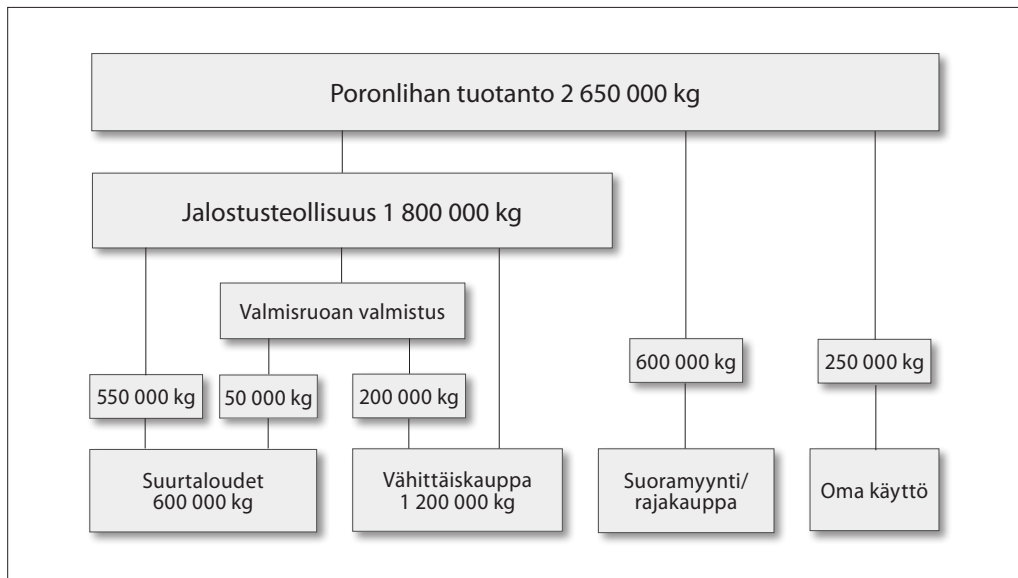 Poronlihan tuotanto 2 650 000 kg
Jalostusteollisuus 1 800 000 kg
Valmisruoan valmistus
600 000 kg
250 000 kg
550 000 kg
50 000 kg
200 000 kg
Suurtaloudet
600 000 kg
Vähittäiskauppa
1 200 000 kg
Suoramyynti/
rajakauppa
Oma käyttö